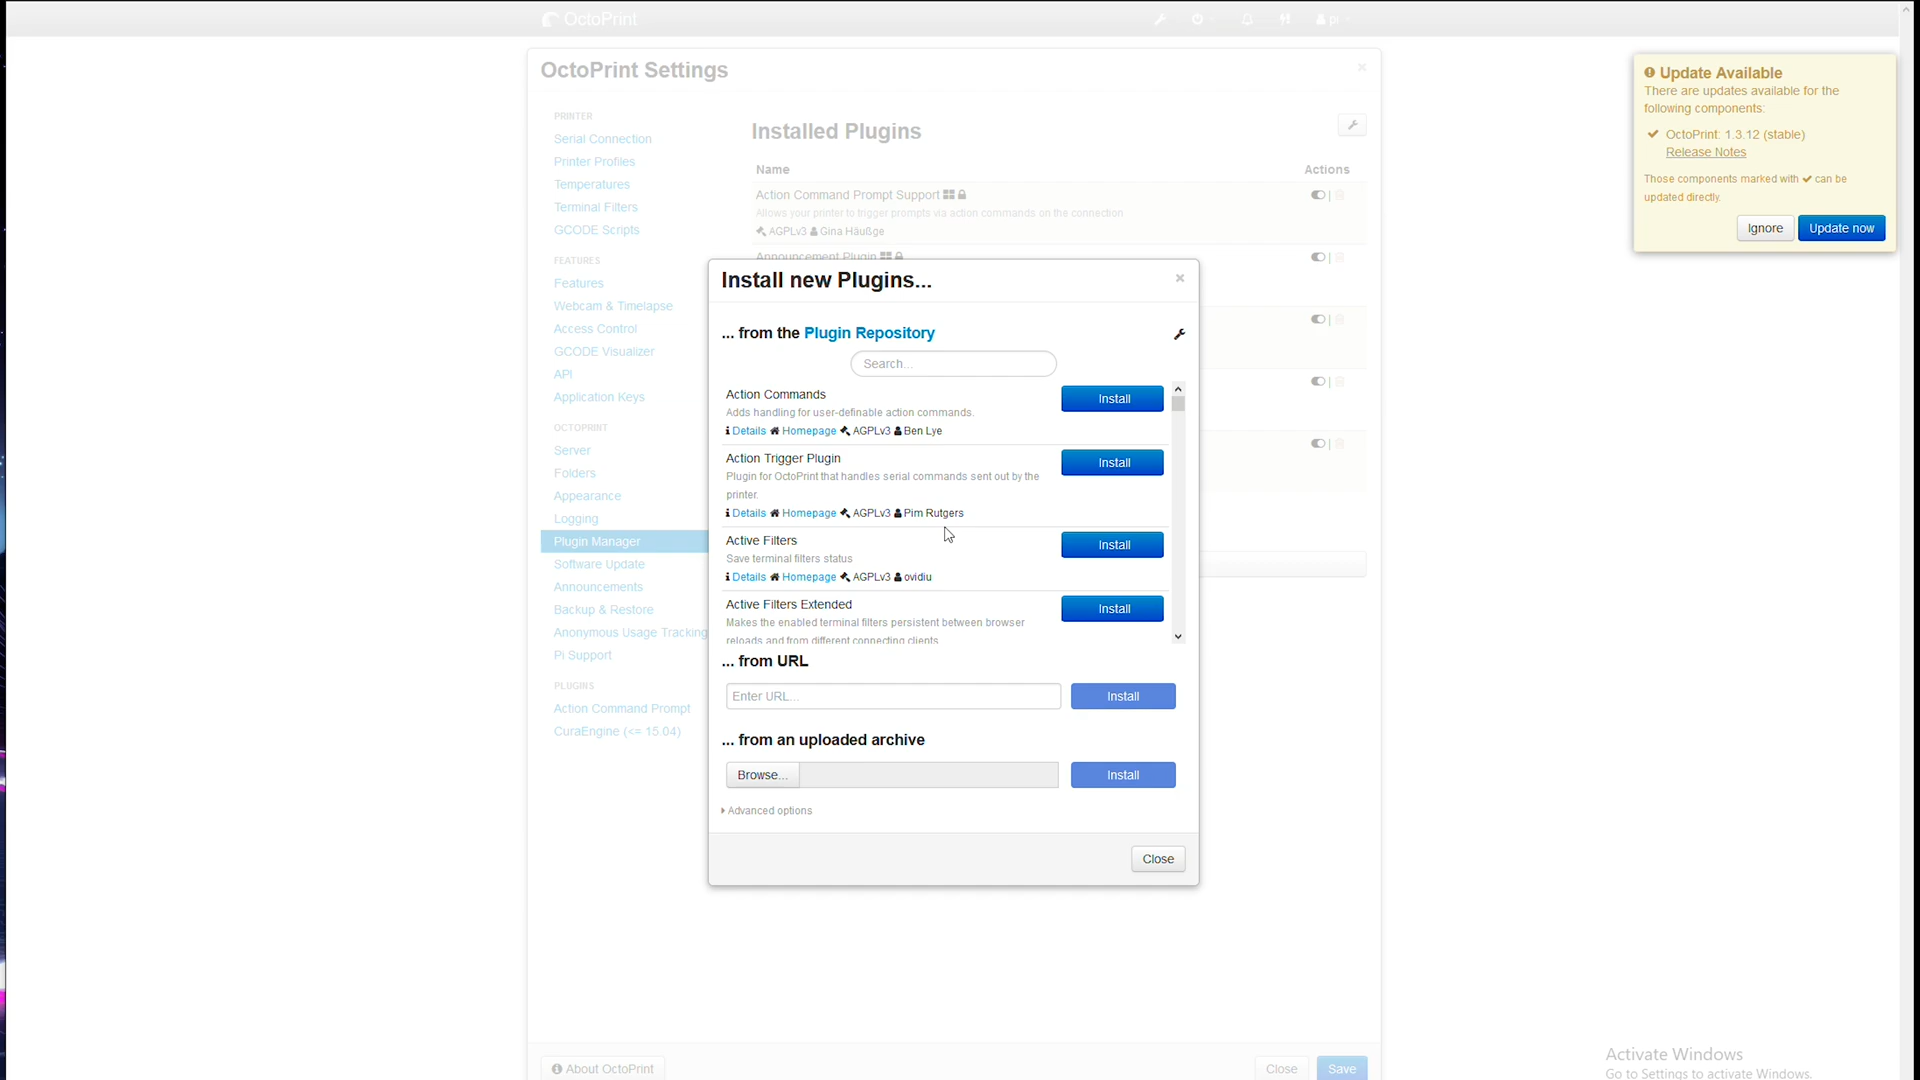 OctoPrint
pi
OctoPrint Settings
PRINTER
Serial Connection
Printer Profiles
Temperatures
Terminal Filters
GCODE Scripts
FEATURES
Features
Webcam & Timelapse
Access Control
GCODE Visualizer
API
Application Keys
OCTOPRINT
Server
Folders
Appearance
Logging
Plugin Manager
Software Update
Announcements
Backup & Restore
Anonymous Usage Tracking
Pi Support
PLUGINS
Action Command Prompt
CuraEngine (<= 15.04)
Installed Plugins
Name Actions
Action Command Prompt Support
Allows your printer to trigger prompts via action commands on the connection
AGPLv3 Gina Häußge
Announcement Plugin
Install new Plugins...
... from the Plugin Repository
Search...
Action Commands
Adds handling for user-definable action commands.
Details Homepage AGPLv3 Ben Lye
Install
Action Trigger Plugin
Plugin for OctoPrint that handles serial commands sent out by the
printer.
Details Homepage AGPLv3 Pim Rutgers
Install
Active Filters
Save terminal filters status
Details Homepage AGPLv3 ovidiu
Install
Active Filters Extended
Makes the enabled terminal filters persistent between browser
reloads and from different connecting clients
Install
... from URL
Enter URL... Install
... from an uploaded archive
Browse... Install
Advanced options
Close
About OctoPrint
Close Save
Update Available
There are updates available for the
following components:
OctoPrint: 1.3.12 (stable)
Release Notes
Those components marked with ✔ can be
updated directly.
Ignore Update now
Activate Windows
Go to Settings to activate Windows.